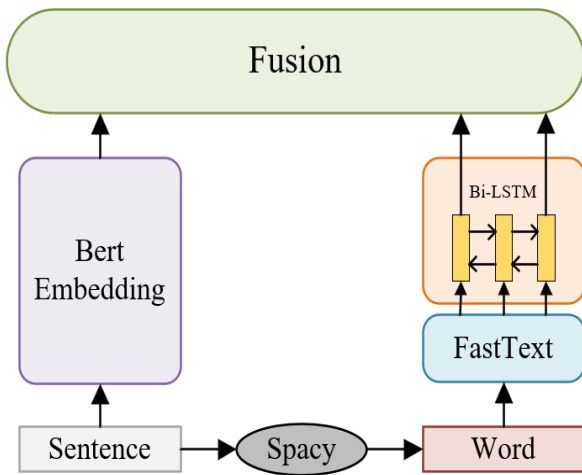 Fusion
Bi-LSTM
Bert
Embedding
FastText
Sentence
Spacy
Word